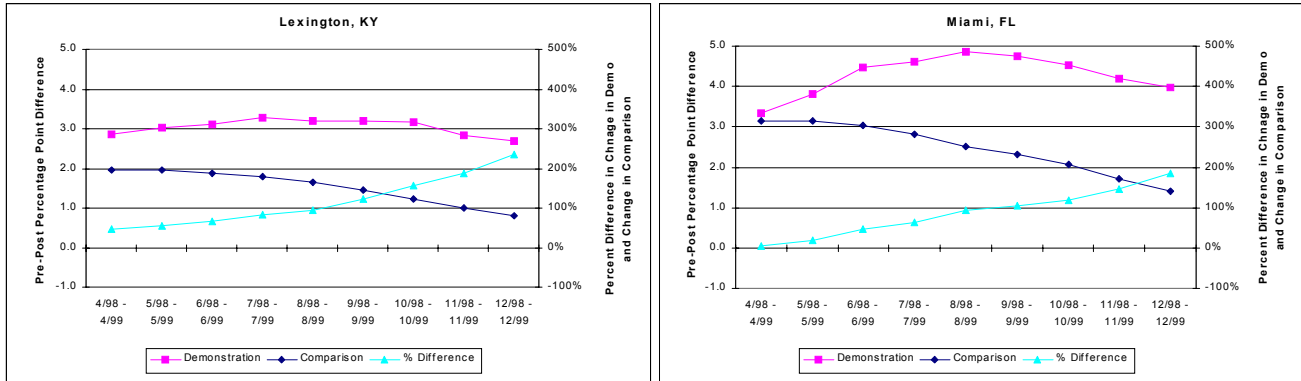 Lexington, KY
Pre-Post Percentage Point Difference
5.0
4.0
3.0
2.0
1.0
0.0
-1.0
500%
400%
300%
200%
100%
0%
-100%
Percent Difference in Chnage in Demo
and Change in Comparison
4/98 - 5/98 - 6/98 - 7/98 - 8/98 - 9/98 - 10/98 - 11/98 - 12/98 -
4/99 5/99 6/99 7/99 8/99 9/99 10/99 11/99 12/99
Demonstration Comparison % Difference
Miami, FL
Pre-Post Percentage Point Difference
5.0
4.0
3.0
2.0
1.0
0.0
-1.0
500%
400%
300%
200%
100%
0%
-100%
Percent Difference in Chnage in Demo
and Change in Comparison
4/98 - 5/98 - 6/98 - 7/98 - 8/98 - 9/98 - 10/98 - 11/98 - 12/98 -
4/99 5/99 6/99 7/99 8/99 9/99 10/99 11/99 12/99
Demonstration Comparison % Difference